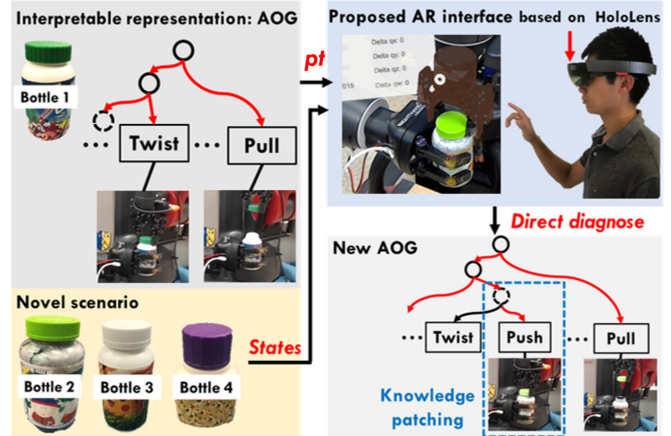 Interpretable representation: AOG
Bottle 1
...
Twist
...
Pull
Novel scenario
Bottle 2
Bottle 3
Bottle 4
pt
States
Proposed AR interface based on HoloLens
Delta qx: 0
Delta qy: 0
Delta qz: 0
Delta qw: 0
015
Direct diagnose
New AOG
...
Twist
Push
...
Pull
Knowledge
patching